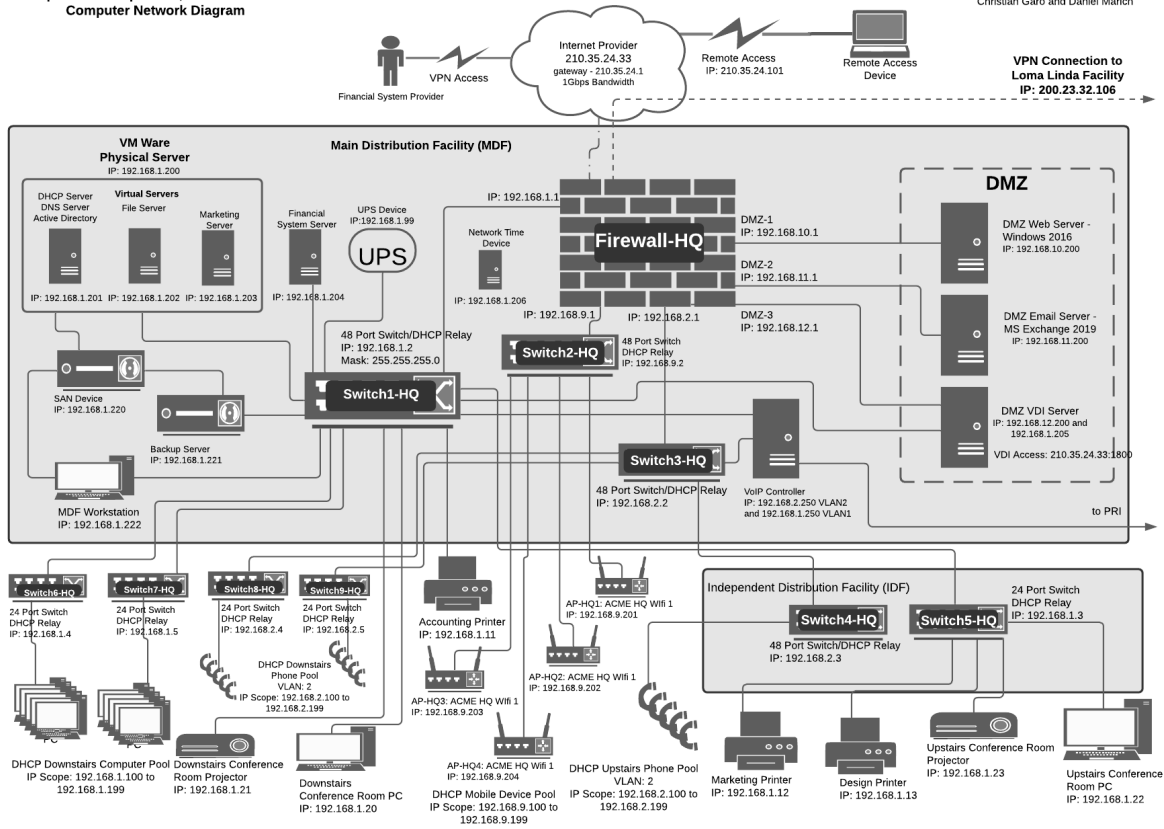 Computer Network Diagram
Christian Garo and Daniel March
Internet Provider
210.35.24.33
gateway - 210.35.24.1
1Gbps Bandwidth
VPN Access
Financial System Provider
Remote Access
IP: 210.35.24.101
Remote Access
Device
VPN Connection to
Loma Linda Facility
IP: 200.23.32.106
Main Distribution Facility (MDF)
VM Ware
Physical Server
IP: 192.168.1.200
DHCP Server
DNS Server
Active Directory
Virtual Servers
File Server
Marketing
Server
IP: 192.168.1.201
IP: 192.168.1.202
IP: 192.168.1.203
Financial
System Server
IP: 192.168.1.204
UPS Device
IP:192.168.1.99
UPS
Network Time
Device
IP: 192.168.1.206
IP: 192.168.1.1
Firewall-HQ
IP: 192.168.9.1
IP: 192.168.2.1
DMZ-1
IP: 192.168.10.1
DMZ-2
IP: 192.168.11.1
DMZ-3
IP: 192.168.12.1
DMZ
DMZ Web Server -
Windows 2016
IP: 192.168.10.200
DMZ Email Server -
MS Exchange 2019
IP: 192.168.11.200
DMZ VDI Server
IP: 192.168.12.200 and
192.168.1.205
VDI Access: 210.35.24.33:1800
48 Port Switch/DHCP Relay
IP: 192.168.1.2
Mask: 255.255.255.0
Switch1-HQ
Switch2-HQ
48 Port Switch
DHCP Relay
IP: 192.168.9.2
SAN Device
IP: 192.168.1.220
Backup Server
IP: 192.168.1.221
MDF Workstation
IP: 192.168.1.222
Switch3-HQ
48 Port Switch/DHCP Relay
IP: 192.168.2.2
VoIP Controller
IP: 192.168.2.250 VLAN2
and 192.168.1.250 VLAN1
to PRI
Switch6-HQ
24 Port Switch
DHCP Relay
IP: 192.168.1.4
Switch7-HQ
24 Port Switch
DHCP Relay
IP: 192.168.1.5
Switch8-HQ
24 Port Switch
DHCP Relay
IP: 192.168.2.4
Switch9-HQ
24 Port Switch
DHCP Relay
IP: 192.168.2.5
DHCP Downstairs
Phone Pool
VLAN: 2
IP Scope: 192.168.2.100 to
192.168.2.199
Accounting Printer
IP: 192.168.1.11
AP-HQ1: ACME HQ WIfi 1
IP: 192.168.9.201
AP-HQ2: ACME HQ WIfi 1
IP: 192.168.9.202
AP-HQ3: ACME HQ WIfi 1
IP: 192.168.9.203
AP-HQ4: ACME HQ Wifi 1
IP: 192.168.9.204
DHCP Mobile Device Pool
IP Scope: 192.168.9.100 to
192.168.9.199
Independent Distribution Facility (IDF)
Switch4-HQ
48 Port Switch/DHCP Relay
IP: 192.168.2.3
Switch5-HQ
24 Port Switch
DHCP Relay
IP: 192.168.1.3
PC
PC
DHCP Downstairs Computer Pool
IP Scope: 192.168.1.100 to
192.168.1.199
Downstairs Conference
Room Projector
IP: 192.168.1.21
Downstairs
Conference Room PC
IP: 192.168.1.20
DHCP Upstairs Phone Pool
VLAN: 2
IP Scope: 192.168.2.100 to
192.168.2.199
Marketing Printer
IP: 192.168.1.12
Design Printer
IP: 192.168.1.13
Upstairs Conference Room
Projector
IP: 192.168.1.23
Upstairs Conference
Room PC
IP: 192.168.1.22